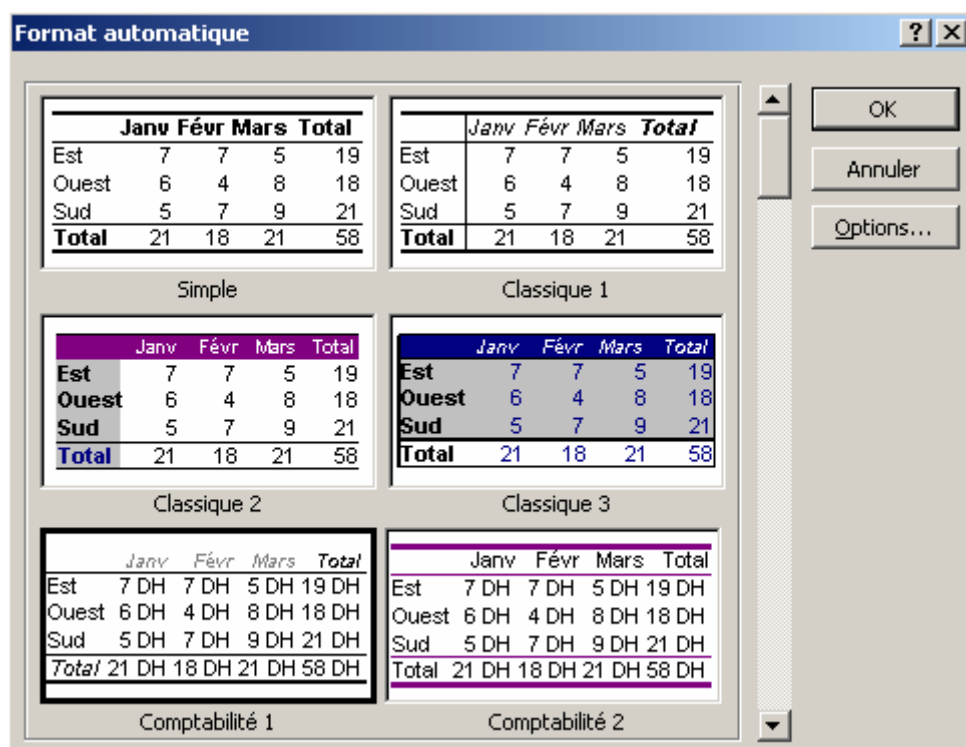 Format automatique
OK
Annuler
Options...
Janv Févr Mars Total
Est 7 7 5 19
Ouest 6 4 8 18
Sud 5 7 9 21
Total 21 18 21 58
Simple
Janv Févr Mars Total
Est 7 7 5 19
Ouest 6 4 8 18
Sud 5 7 9 21
Total 21 18 21 58
Classique 1
Janv Févr Mars Total
Est 7 7 5 19
Ouest 6 4 8 18
Sud 5 7 9 21
Total 21 18 21 58
Classique 2
Janv Févr Mars Total
Est 7 7 5 19
Ouest 6 4 8 18
Sud 5 7 9 21
Total 21 18 21 58
Classique 3
Janv Févr Mars Total
Est 7 DH 7 DH 5 DH 19 DH
Ouest 6 DH 4 DH 8 DH 18 DH
Sud 5 DH 7 DH 9 DH 21 DH
Total 21 DH 18 DH 21 DH 58 DH
Comptabilité 1
Janv Févr Mars Total
Est 7 DH 7 DH 5 DH 19 DH
Ouest 6 DH 4 DH 8 DH 18 DH
Sud 5 DH 7 DH 9 DH 21 DH
Total 21 DH 18 DH 21 DH 58 DH
Comptabilité 2